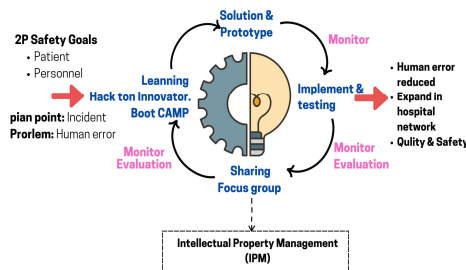 2P Safety Goals
• Patient
• Personnel
pian point: Incident
Prorlem: Human error
Leanning
Hack ton Innovator.
Boot CAMP
Solution &
Prototype
Monitor
Implement &
testing
Monitor
Evaluation
Sharing
Focus group
Monitor
Evaluation
• Human error
reduced
• Expand in
hospital
network
• Qulity & Safety
Intellectual Property Management
(IPM)